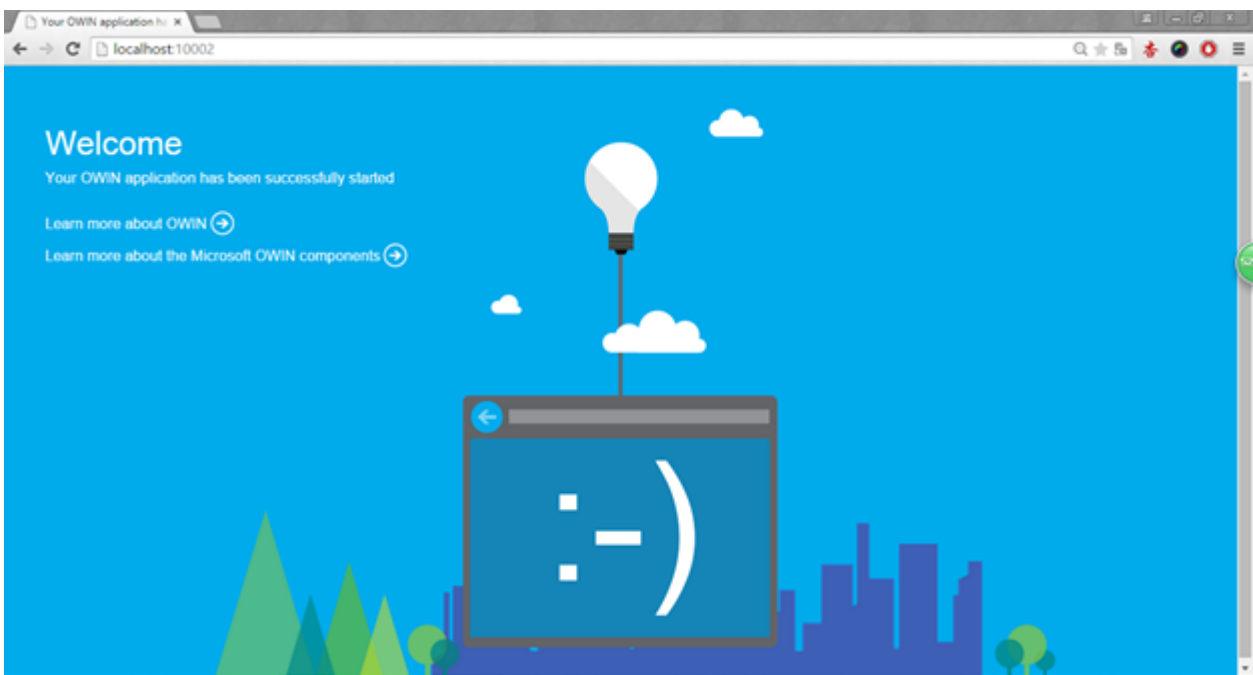 Your OWIN application ha
localhost:10002
Welcome
Your OWIN application has been successfully started
Learn more about OWIN
Learn more about the Microsoft OWIN components
:-)